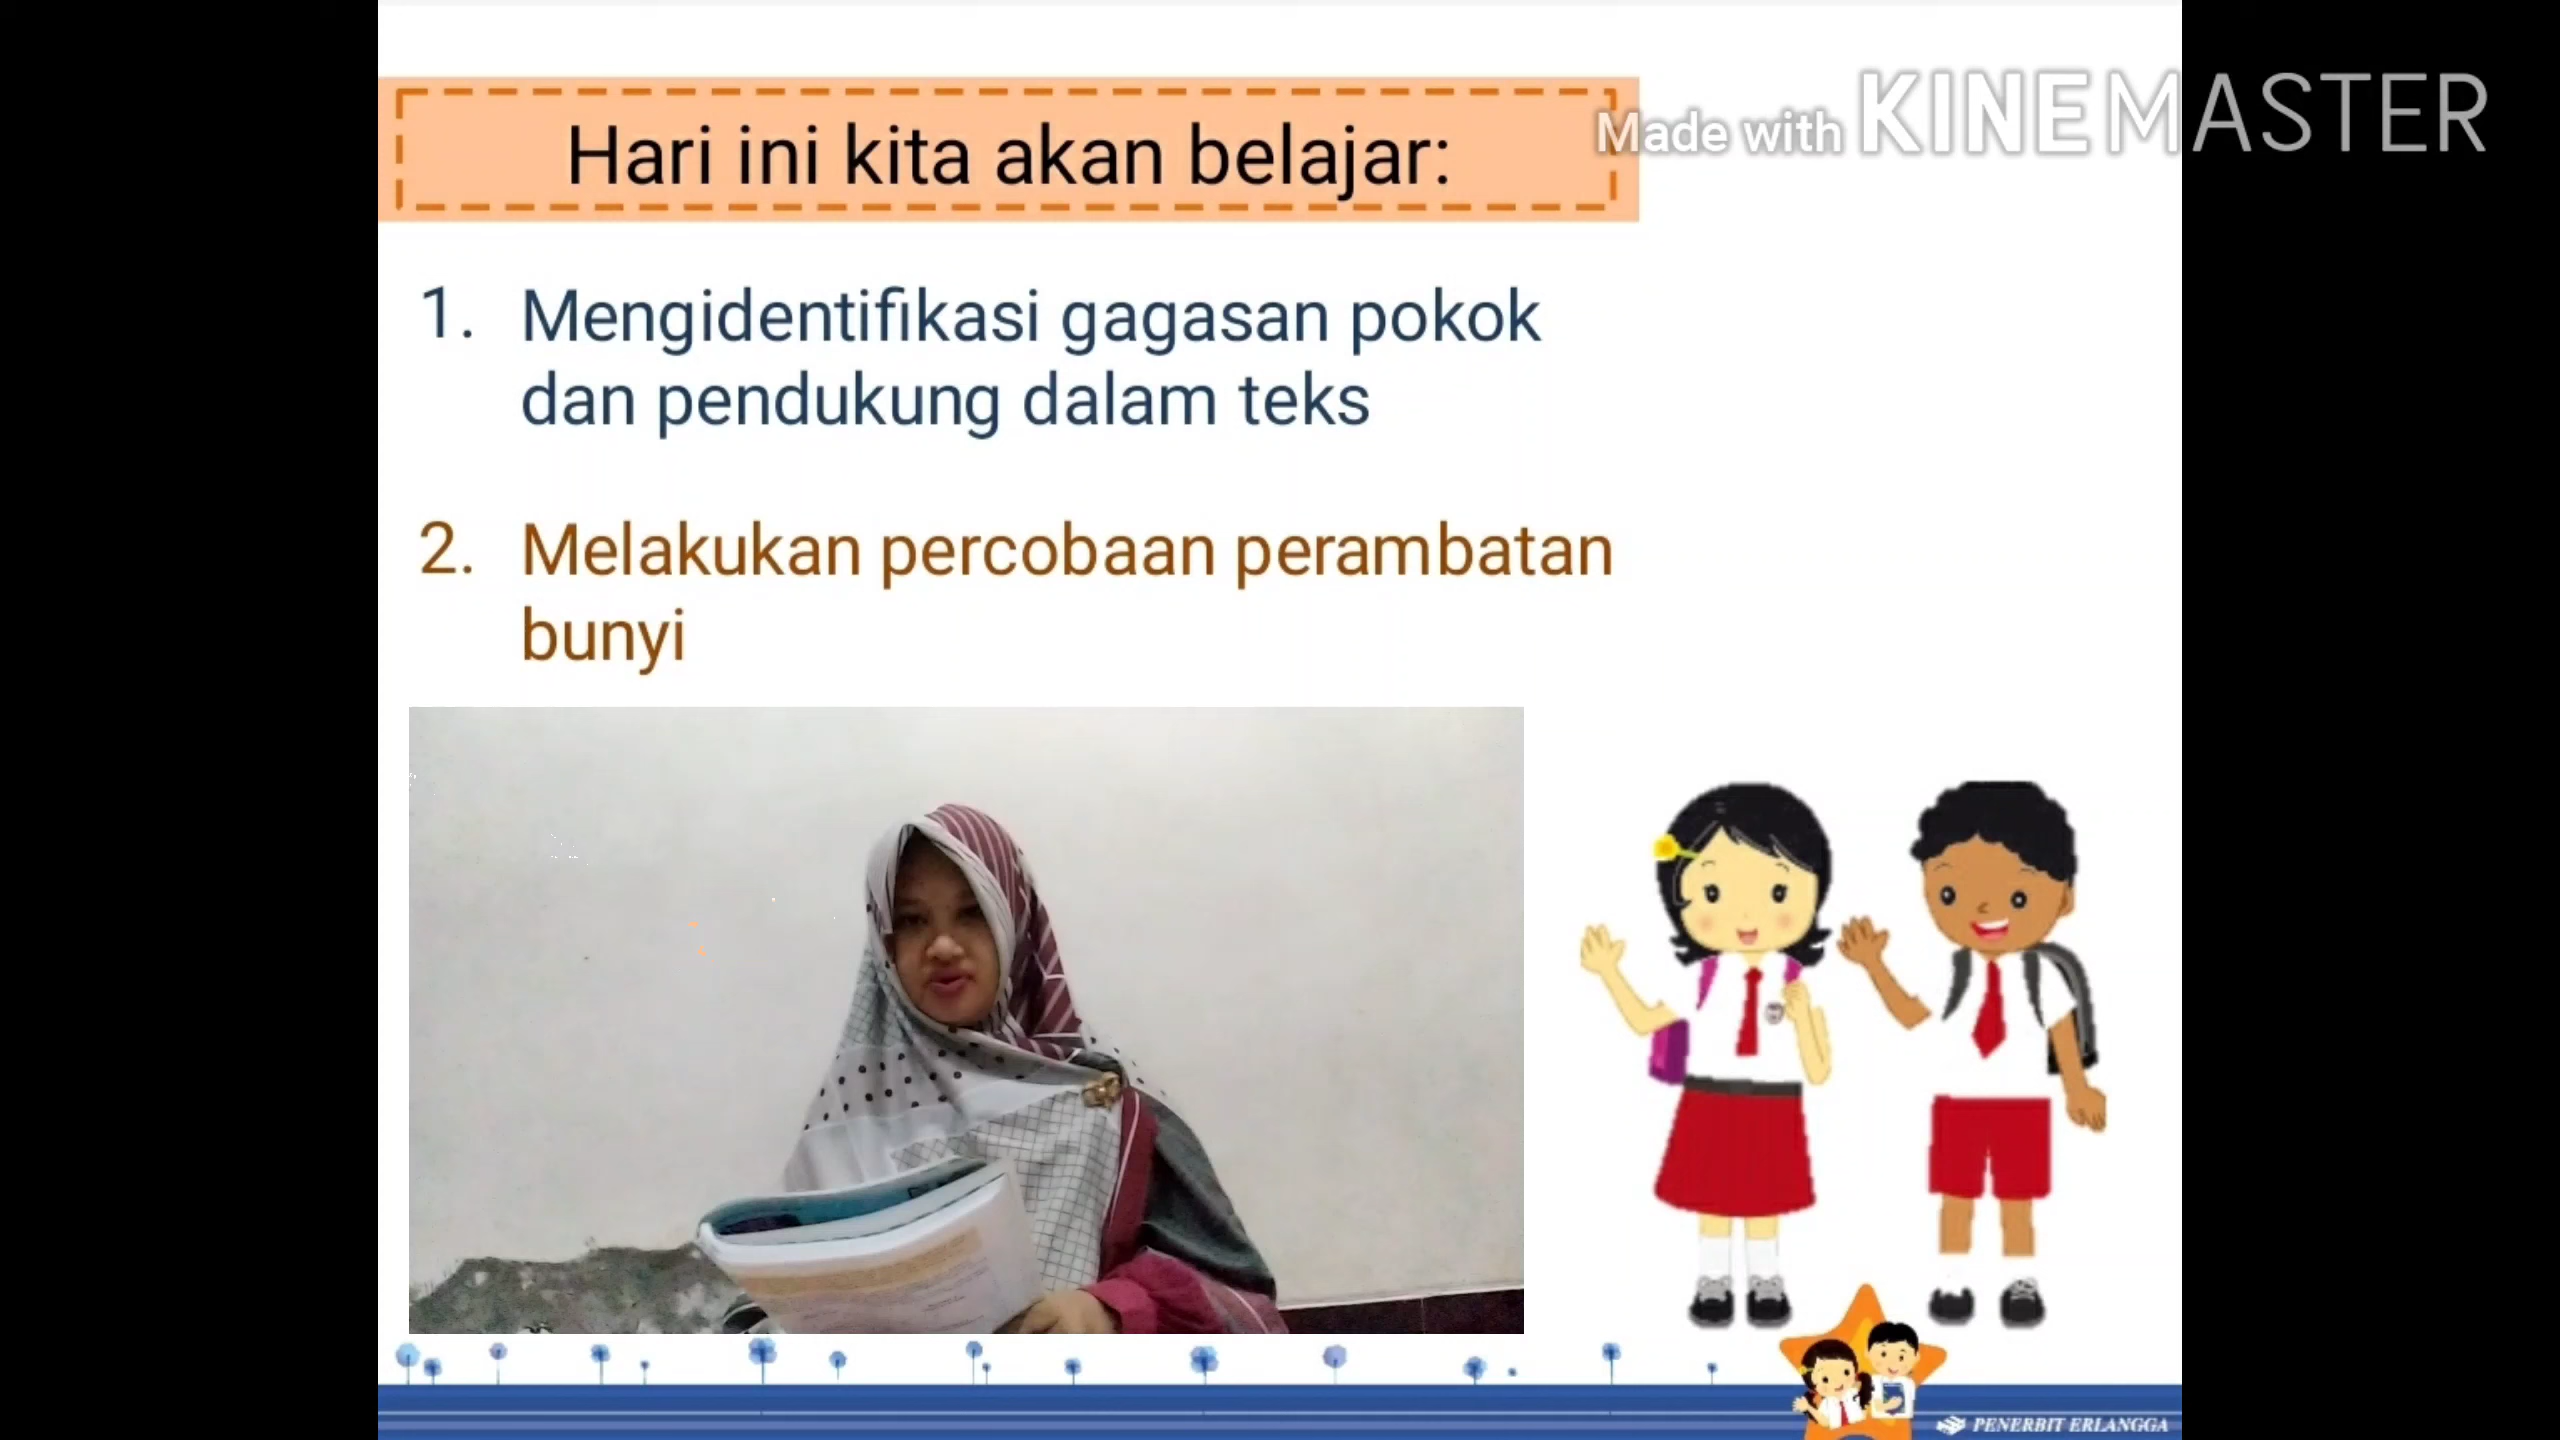 Made with KINEMASTER
Hari ini kita akan belajar:
1. Mengidentifikasi gagasan pokok
dan pendukung dalam teks
2. Melakukan percobaan perambatan
bunyi
PENERBIT ERLANGGA